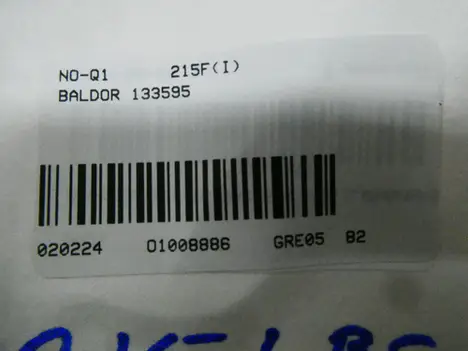 NO-Q1 215F(I)
BALDOR 133595
020224 01008886 GRE05 82